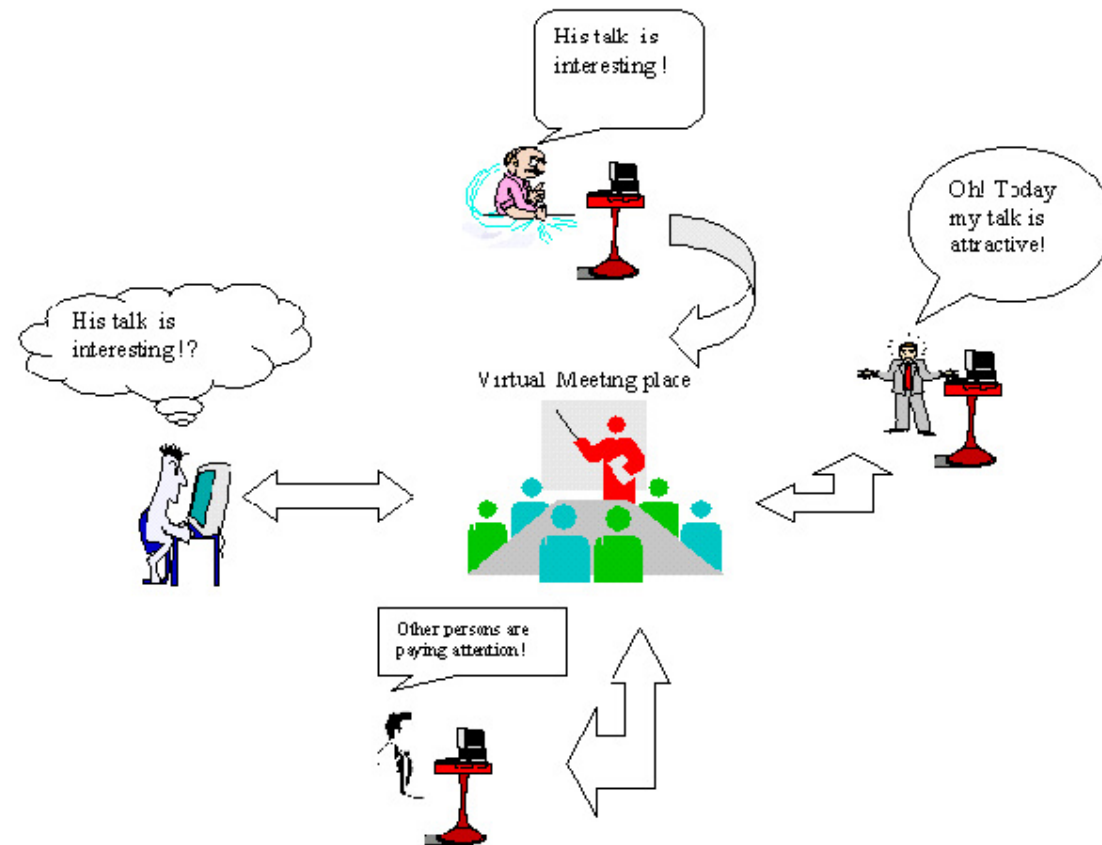 His talk is
interesting !
Oh! Today
my talk is
attractive!
His talk is
interesting!?
Virtual Meeting place
Other persons are
paying attention!